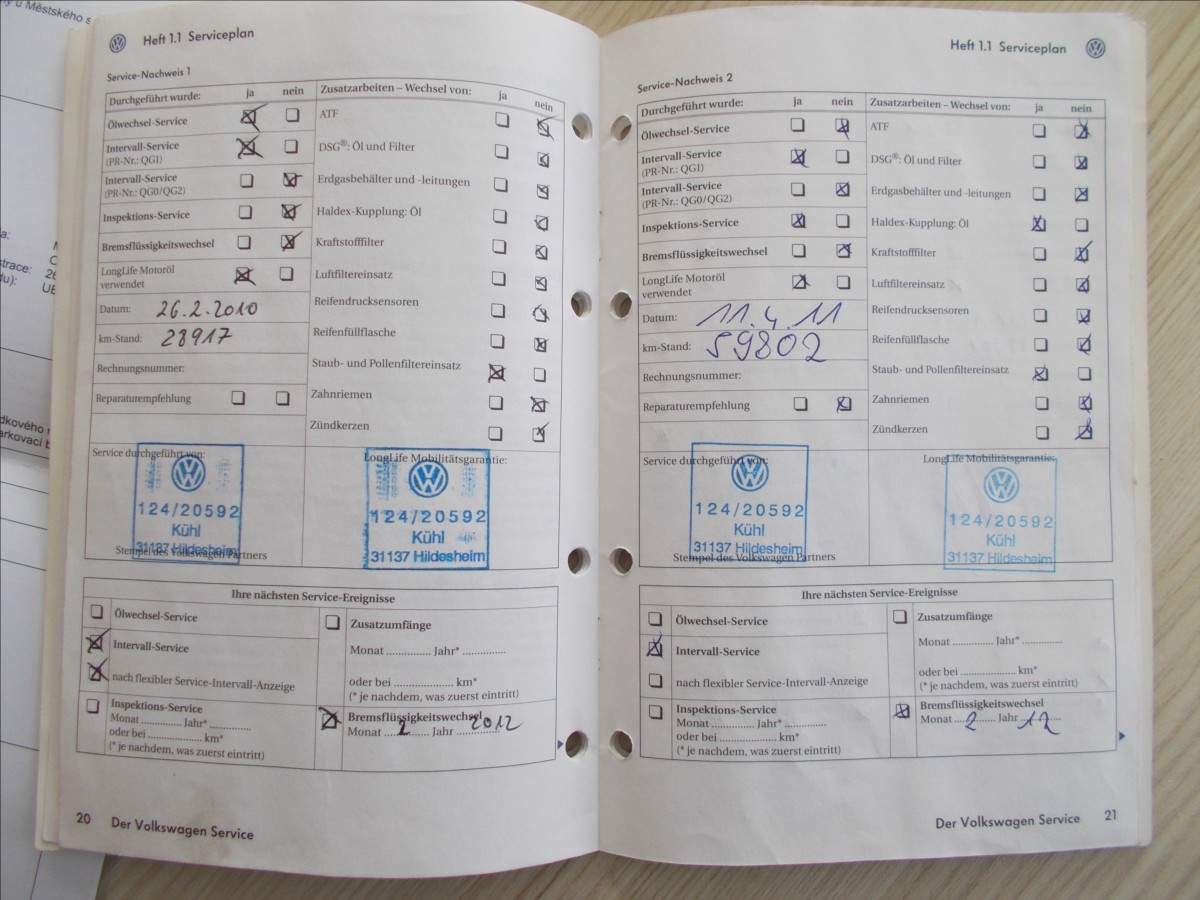 y u Městského s
a:
trace: 26
du):
dkového
arkovací b
Heft 1.1 Serviceplan
Service-Nachweis 1
Durchgeführt wurde: ja nein
Ölwechsel-Service
Intervall-Service
(PR-Nr.: QG1)
Intervall-Service
(PR-Nr.: QG0/QG2)
Inspektions-Service
Bremsflüssigkeitswechsel
LongLife Motoröl
verwendet
Datum: 26.2.2010
km-Stand: 28917
Rechnungsnummer:
Reparaturempfehlung
Zusatzarbeiten – Wechsel von: ja nein
ATF
DSG®: Öl und Filter
Erdgasbehälter und -leitungen
Haldex-Kupplung: Öl
Kraftstofffilter
Luftfiltereinsatz
Reifendrucksensoren
Reifenfüllflasche
Staub- und Pollenfiltereinsatz
Zahnriemen
Zündkerzen
Service durchgeführt von:
124/20592
Kühl
31137 Hildesheim
Stempel des Volkswagen Partners
LongLife Mobilitätsgarantie:
124/20592
Kühl
31137 Hildesheim
Ihre nächsten Service-Ereignisse
Ölwechsel-Service
Intervall-Service
nach flexibler Service-Intervall-Anzeige
Inspektions-Service
Monat .............. Jahr* ..............
oder bei .................... km*
(* je nachdem, was zuerst eintritt)
Zusatzumfänge
Monat .............. Jahr* ..............
oder bei .................... km*
(* je nachdem, was zuerst eintritt)
Bremsflüssigkeitswechsel
Monat 2 Jahr 2012
20 Der Volkswagen Service
Heft 1.1 Serviceplan
Service-Nachweis 2
Durchgeführt wurde: ja nein
Ölwechsel-Service
Intervall-Service
(PR-Nr.: QG1)
Intervall-Service
(PR-Nr.: QG0/QG2)
Inspektions-Service
Bremsflüssigkeitswechsel
LongLife Motoröl
verwendet
Datum: 11.4.11
km-Stand: 59802
Rechnungsnummer:
Reparaturempfehlung
Zusatzarbeiten – Wechsel von: ja nein
ATF
DSG®: Öl und Filter
Erdgasbehälter und -leitungen
Haldex-Kupplung: Öl
Kraftstofffilter
Luftfiltereinsatz
Reifendrucksensoren
Reifenfüllflasche
Staub- und Pollenfiltereinsatz
Zahnriemen
Zündkerzen
Service durchgeführt von:
124/20592
Kühl
31137 Hildesheim
Stempel des Volkswagen Partners
LongLife Mobilitätsgarantie:
124/20592
Kühl
31137 Hildesheim
Ihre nächsten Service-Ereignisse
Ölwechsel-Service
Intervall-Service
nach flexibler Service-Intervall-Anzeige
Inspektions-Service
Monat .............. Jahr* ..............
oder bei .................... km*
(* je nachdem, was zuerst eintritt)
Zusatzumfänge
Monat .............. Jahr* ..............
oder bei .................... km*
(* je nachdem, was zuerst eintritt)
Bremsflüssigkeitswechsel
Monat 2 Jahr 12
Der Volkswagen Service 21